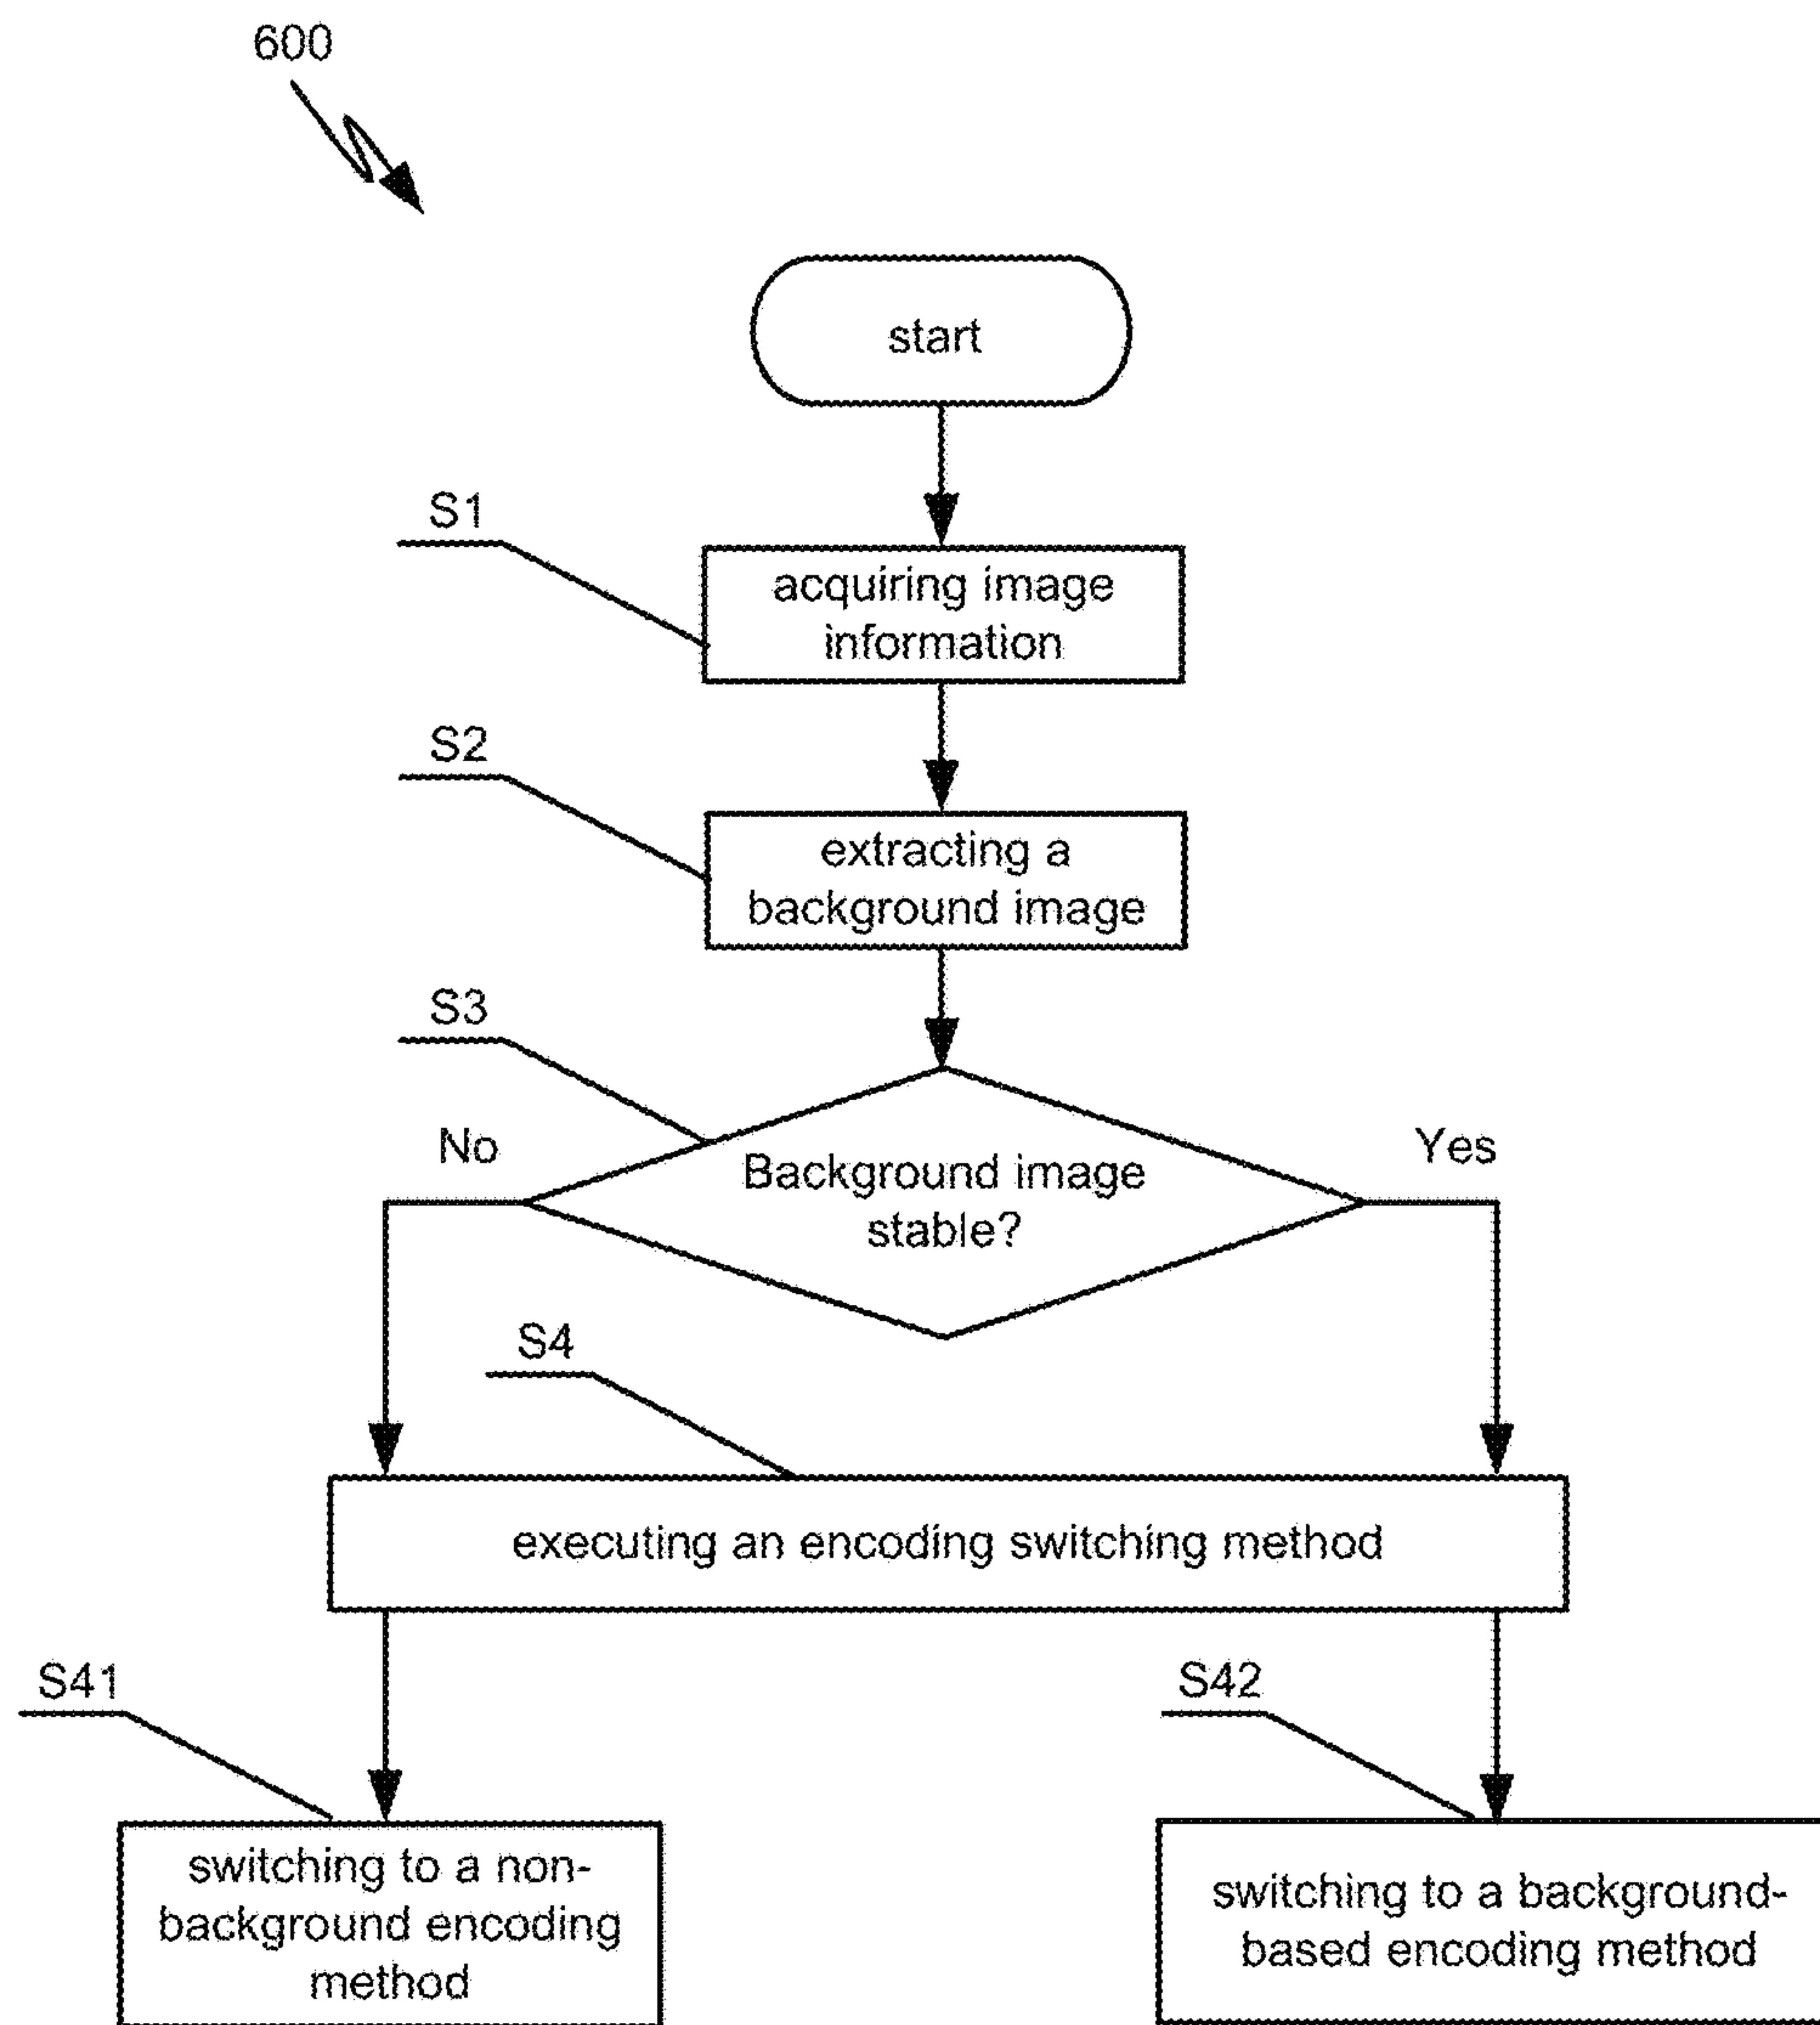 600
start
S1
acquiring image
information
S2
extracting a
background image
S3
No
Yes
Background image
stable?
S4
executing an encoding switching method
S41
S42
switching to a non-
background encoding
method
switching to a background-
based encoding method